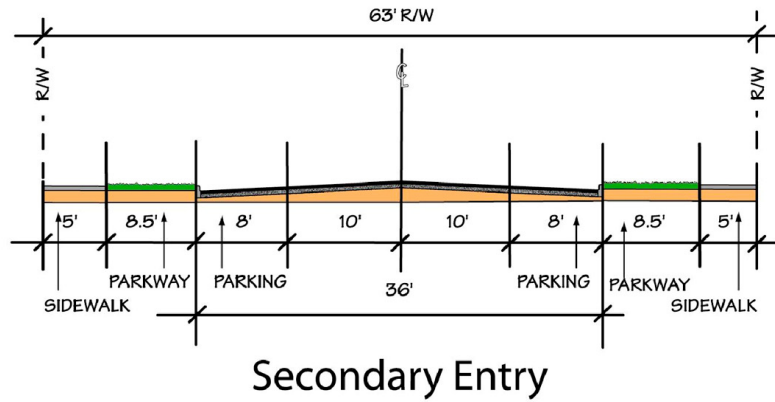 63' R/W
R/W
CL
R/W
5' 8.5' 8' 10' 10' 8' 8.5' 5'
PARKWAY PARKING PARKING PARKWAY
SIDEWALK 36' SIDEWALK
Secondary Entry